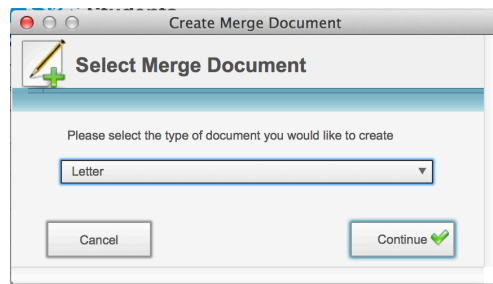 Create Merge Document
Select Merge Document
Please select the type of document you would like to create
Letter
Cancel
Continue